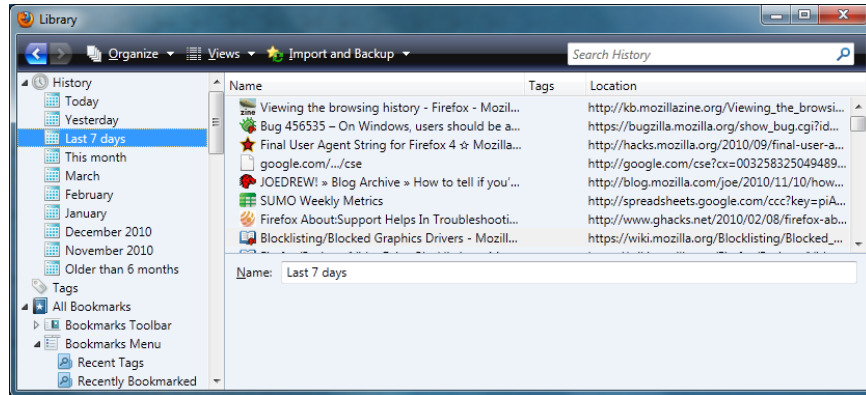 Library
Organize Views Import and Backup Search History
History
Today
Yesterday
Last 7 days
This month
March
February
January
December 2010
November 2010
Older than 6 months
Tags
All Bookmarks
Bookmarks Toolbar
Bookmarks Menu
Recent Tags
Recently Bookmarked
Name Tags Location
Viewing the browsing history - Firefox - Mozil... http://kb.mozillazine.org/Viewing_the_browsi...
Bug 456535 – On Windows, users should be a... https://bugzilla.mozilla.org/show_bug.cgi?id...
Final User Agent String for Firefox 4 ☆ Mozilla... http://hacks.mozilla.org/2010/09/final-user-a...
google.com/.../cse http://google.com/cse?cx=003258325049489...
JOEDREW! » Blog Archive » How to tell if you'... http://blog.mozilla.com/joe/2010/11/10/how...
SUMO Weekly Metrics http://spreadsheets.google.com/ccc?key=piA...
Firefox About:Support Helps In Troubleshooti... http://www.ghacks.net/2010/02/08/firefox-ab...
Blocklisting/Blocked Graphics Drivers - Mozill... https://wiki.mozilla.org/Blocklisting/Blocked_...
Name: Last 7 days